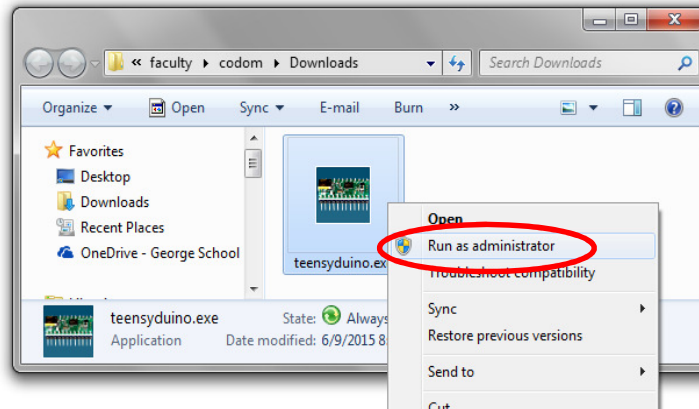 « faculty ▸ codom ▸ Downloads
Search Downloads
Organize Open Sync E-mail Burn »
Favorites
Desktop
Downloads
Recent Places
OneDrive - George School
teensyduino.ex
Open
Run as administrator
Troubleshoot compatibility
Sync
Restore previous versions
Send to
Cut
teensyduino.exe State: Always
Application Date modified: 6/9/2015 8: